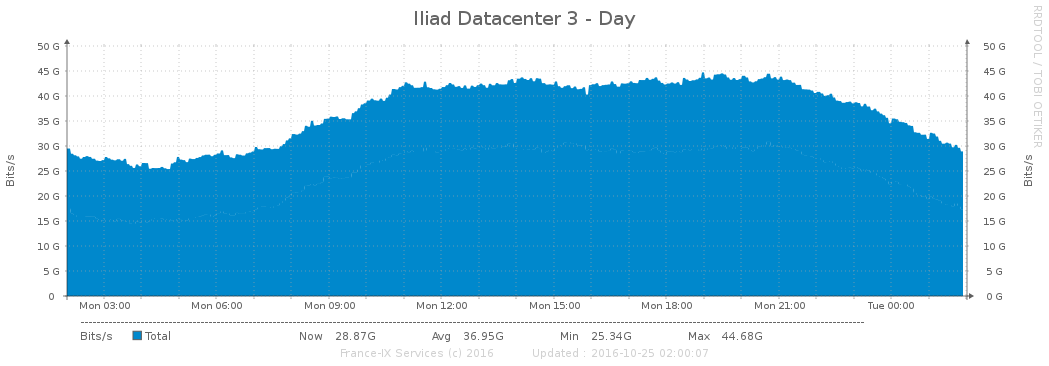 Iliad Datacenter 3 - Day
RRDTOOL / TOBI OETIKER
50 G 50 G
45 G 45 G
40 G 40 G
35 G 35 G
30 G 30 G
25 G 25 G
20 G 20 G
15 G 15 G
10 G 10 G
5 G 5 G
0 0 G
Bits/s Bits/s
Mon 03:00 Mon 06:00 Mon 09:00 Mon 12:00 Mon 15:00 Mon 18:00 Mon 21:00 Tue 00:00
Bits/s Total Now 28.87G Avg 36.95G Min 25.34G Max 44.68G
France-IX Services (c) 2016 Updated : 2016-10-25 02:00:07